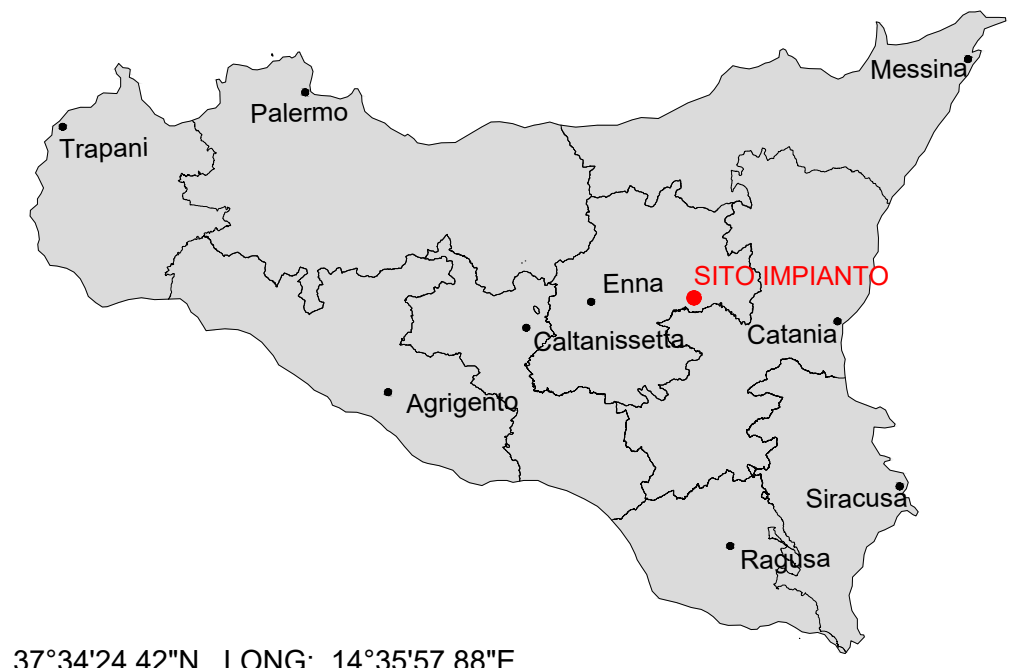 Messina
Palermo
Trapani
SITO IMPIANTO
Enna
Catania
Caltanissetta
Agrigento
Siracusa
Ragusa
37°34'24.42"N   LONG:   14°35'57.88"E